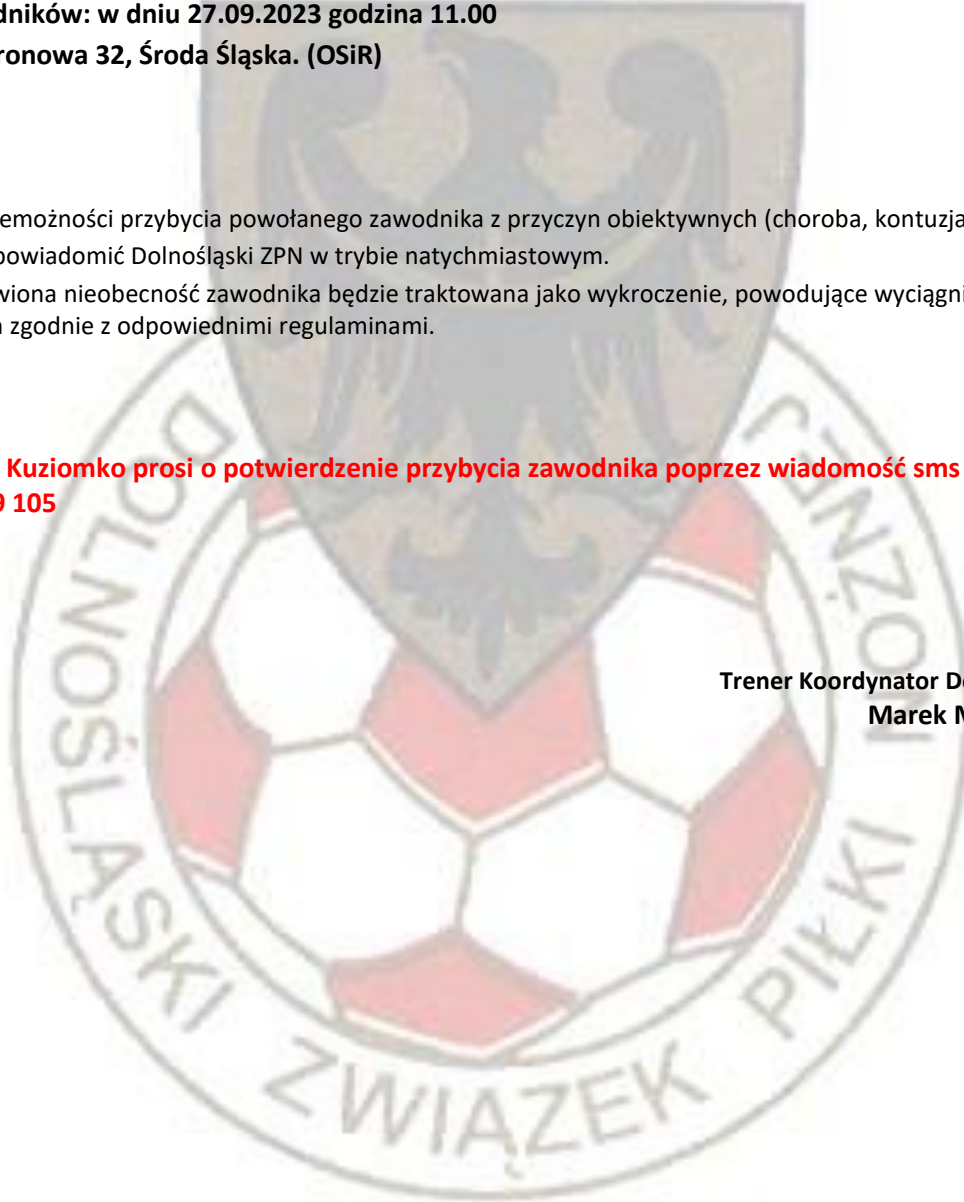 dników: w dniu 27.09.2023 godzina 11.00
ronowa 32, Środa Śląska. (OSiR)
emożności przybycia powołanego zawodnika z przyczyn obiektywnych (choroba, kontuzja
powiadomić Dolnośląski ZPN w trybie natychmiastowym.
wiona nieobecność zawodnika będzie traktowana jako wykroczenie, powodujące wyciągni
zgodnie z odpowiednimi regulaminami.
Kuziomko prosi o potwierdzenie przybycia zawodnika poprzez wiadomość sms
9 105
Trener Koordynator D
Marek M
DOLNOŚLĄSKI ZWIĄZEK PIŁKI NOŻNEJ